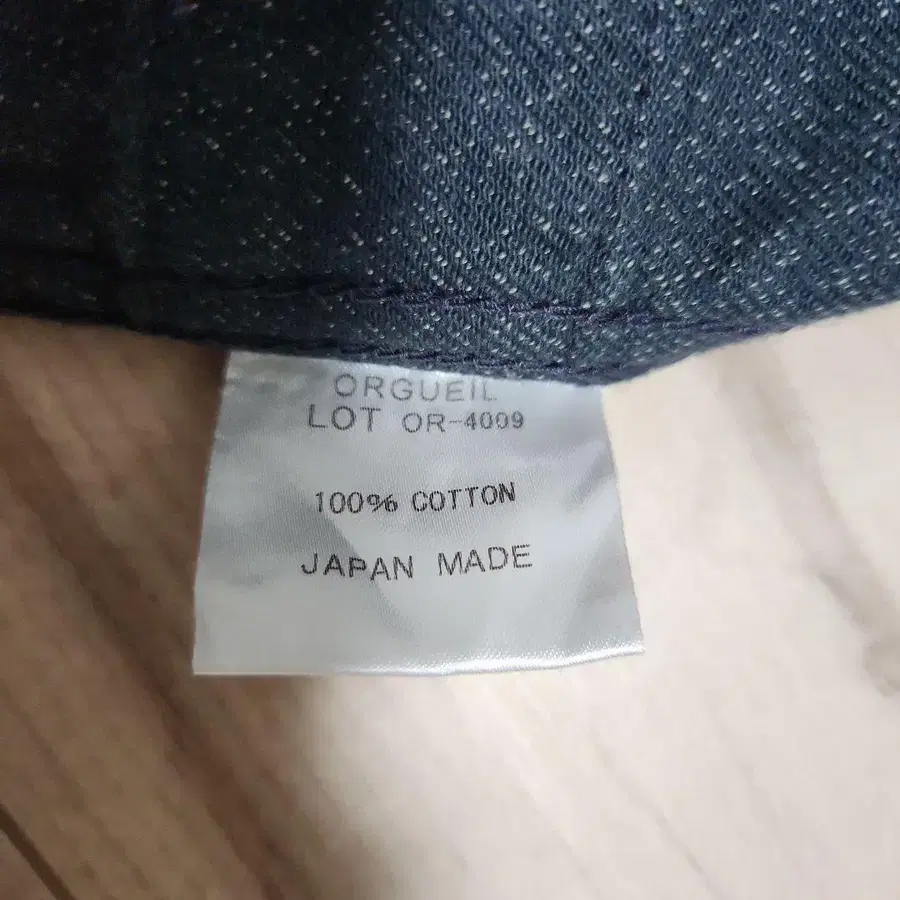 ORGUEIL
LOT OR-4009
100% COTTON
JAPAN MADE